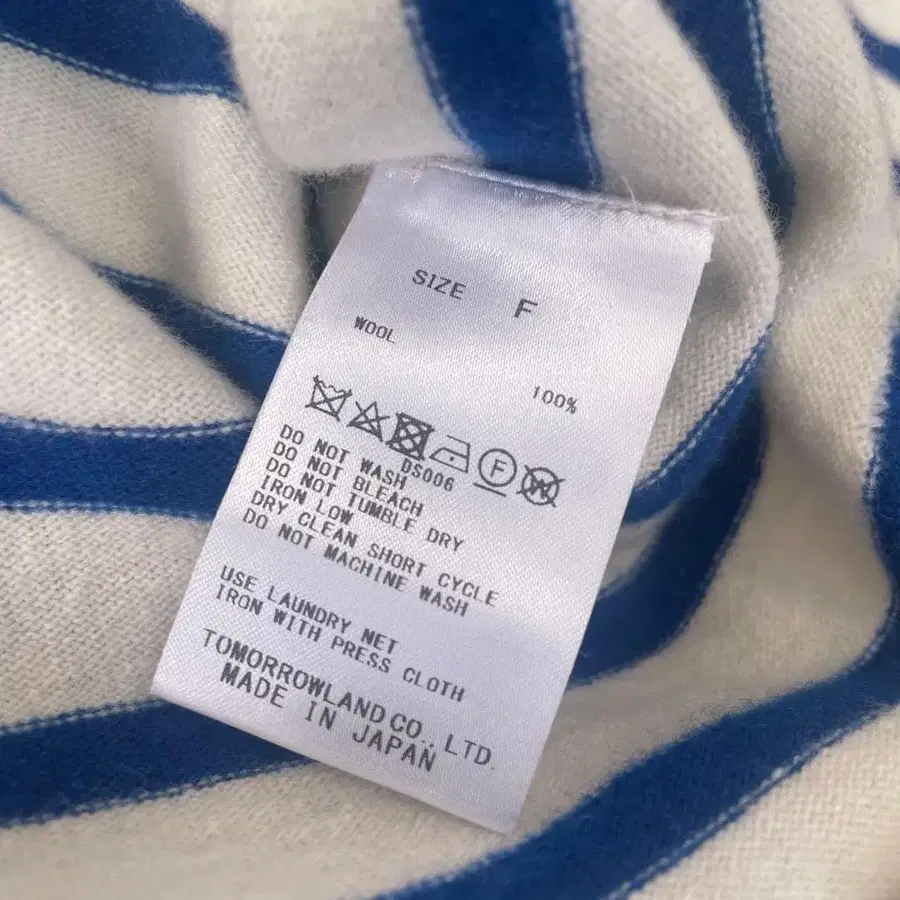 SIZE F
WOOL
100%
F W
DS006
DO NOT WASH
DO NOT BLEACH
DO NOT TUMBLE DRY
IRON LOW
DRY CLEAN SHORT CYCLE
DO NOT MACHINE WASH
USE LAUNDRY NET
IRON WITH PRESS CLOTH
TOMORROWLAND CO., LTD.
MADE IN JAPAN